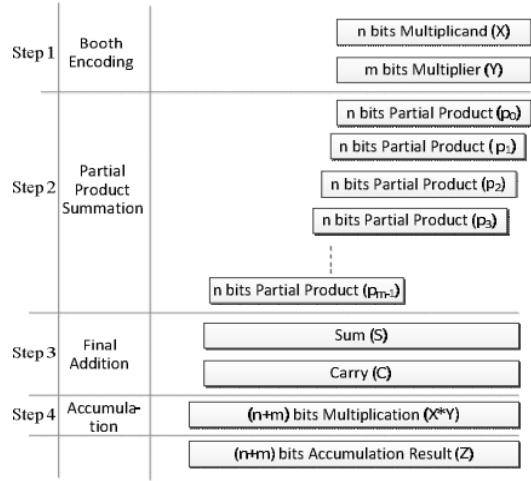 Step 1
Booth
Encoding
n bits Multiplicand (X)
m bits Multiplier (Y)
Step 2
Partial
Product
Summation
n bits Partial Product (p0)
n bits Partial Product (p1)
n bits Partial Product (p2)
n bits Partial Product (p3)
n bits Partial Product (pm-1)
Step 3
Final
Addition
Sum (S)
Carry (C)
Step 4
Accumula-
tion
(n+m) bits Multiplication (X*Y)
(n+m) bits Accumulation Result (Z)